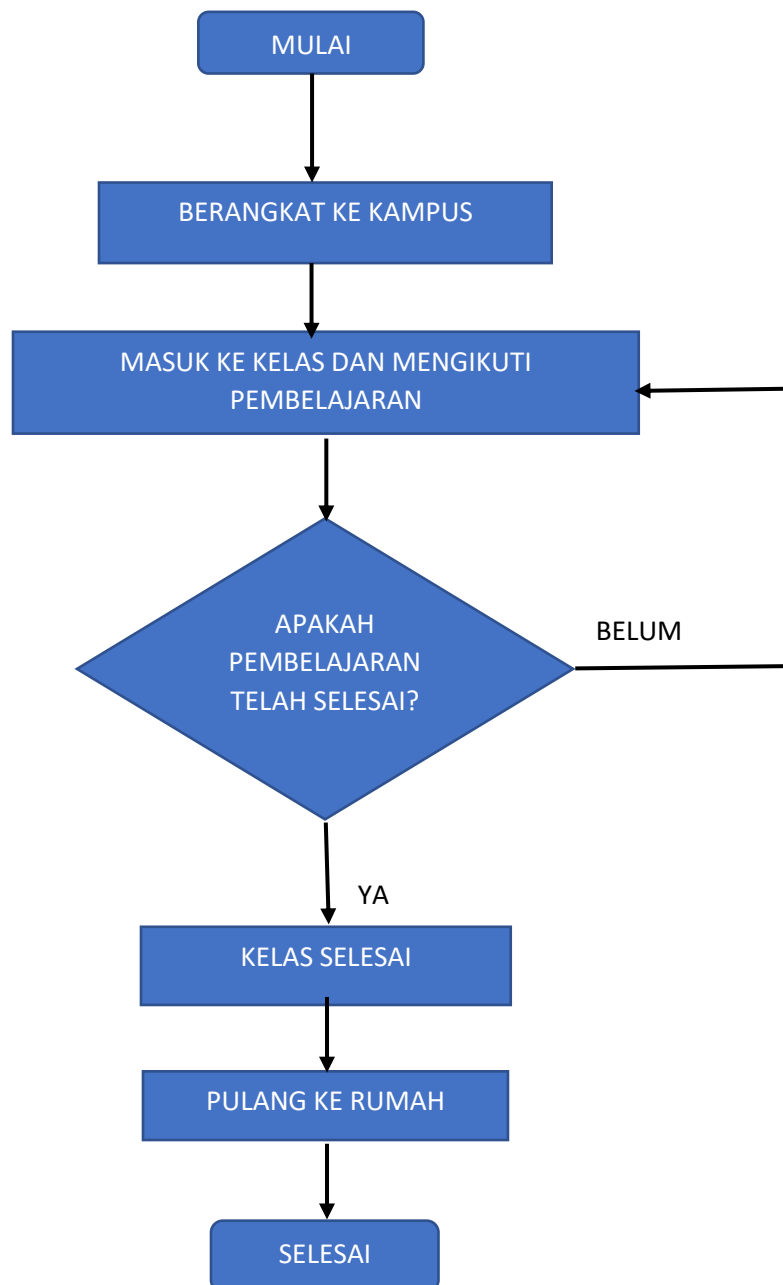 MULAI
BERANGKAT KE KAMPUS
MASUK KE KELAS DAN MENGIKUTI
PEMBELAJARAN
APAKAH
PEMBELAJARAN
TELAH SELESAI?
BELUM
YA
KELAS SELESAI
PULANG KE RUMAH
SELESAI